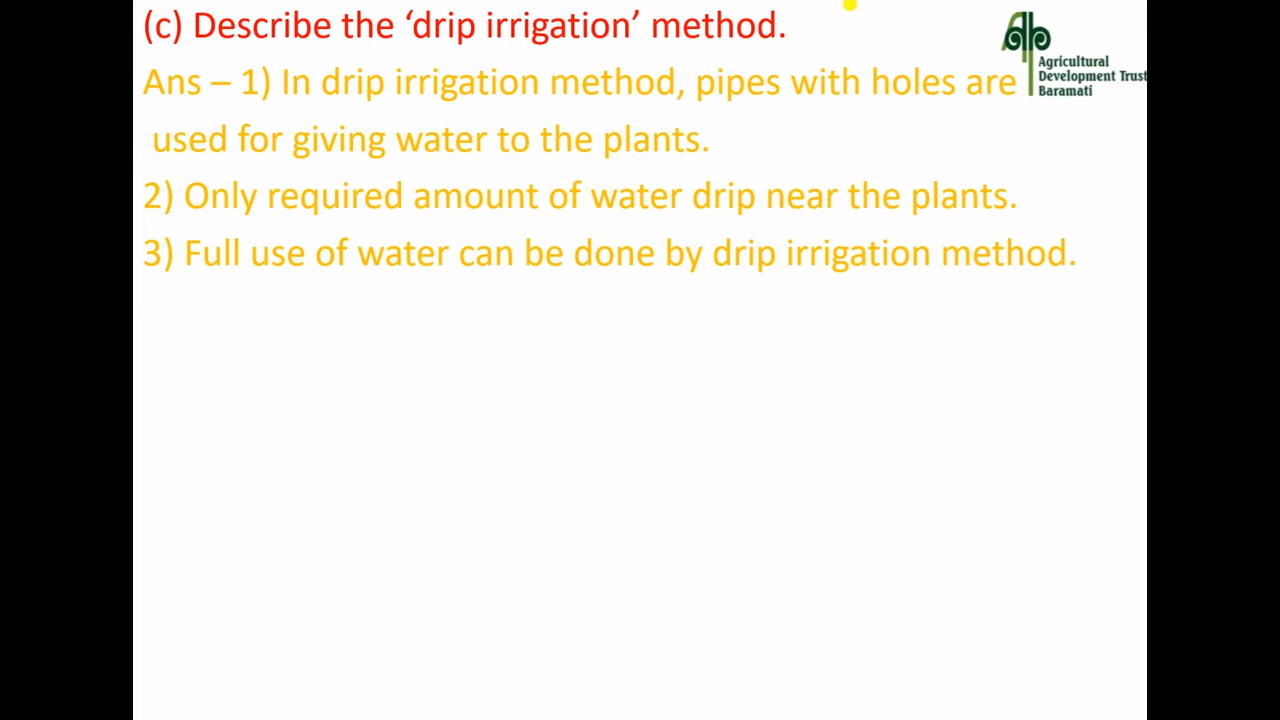 (c) Describe the ‘drip irrigation’ method.
Agricultural
Development Trust
Baramati
Ans – 1) In drip irrigation method, pipes with holes are
used for giving water to the plants.
2) Only required amount of water drip near the plants.
3) Full use of water can be done by drip irrigation method.